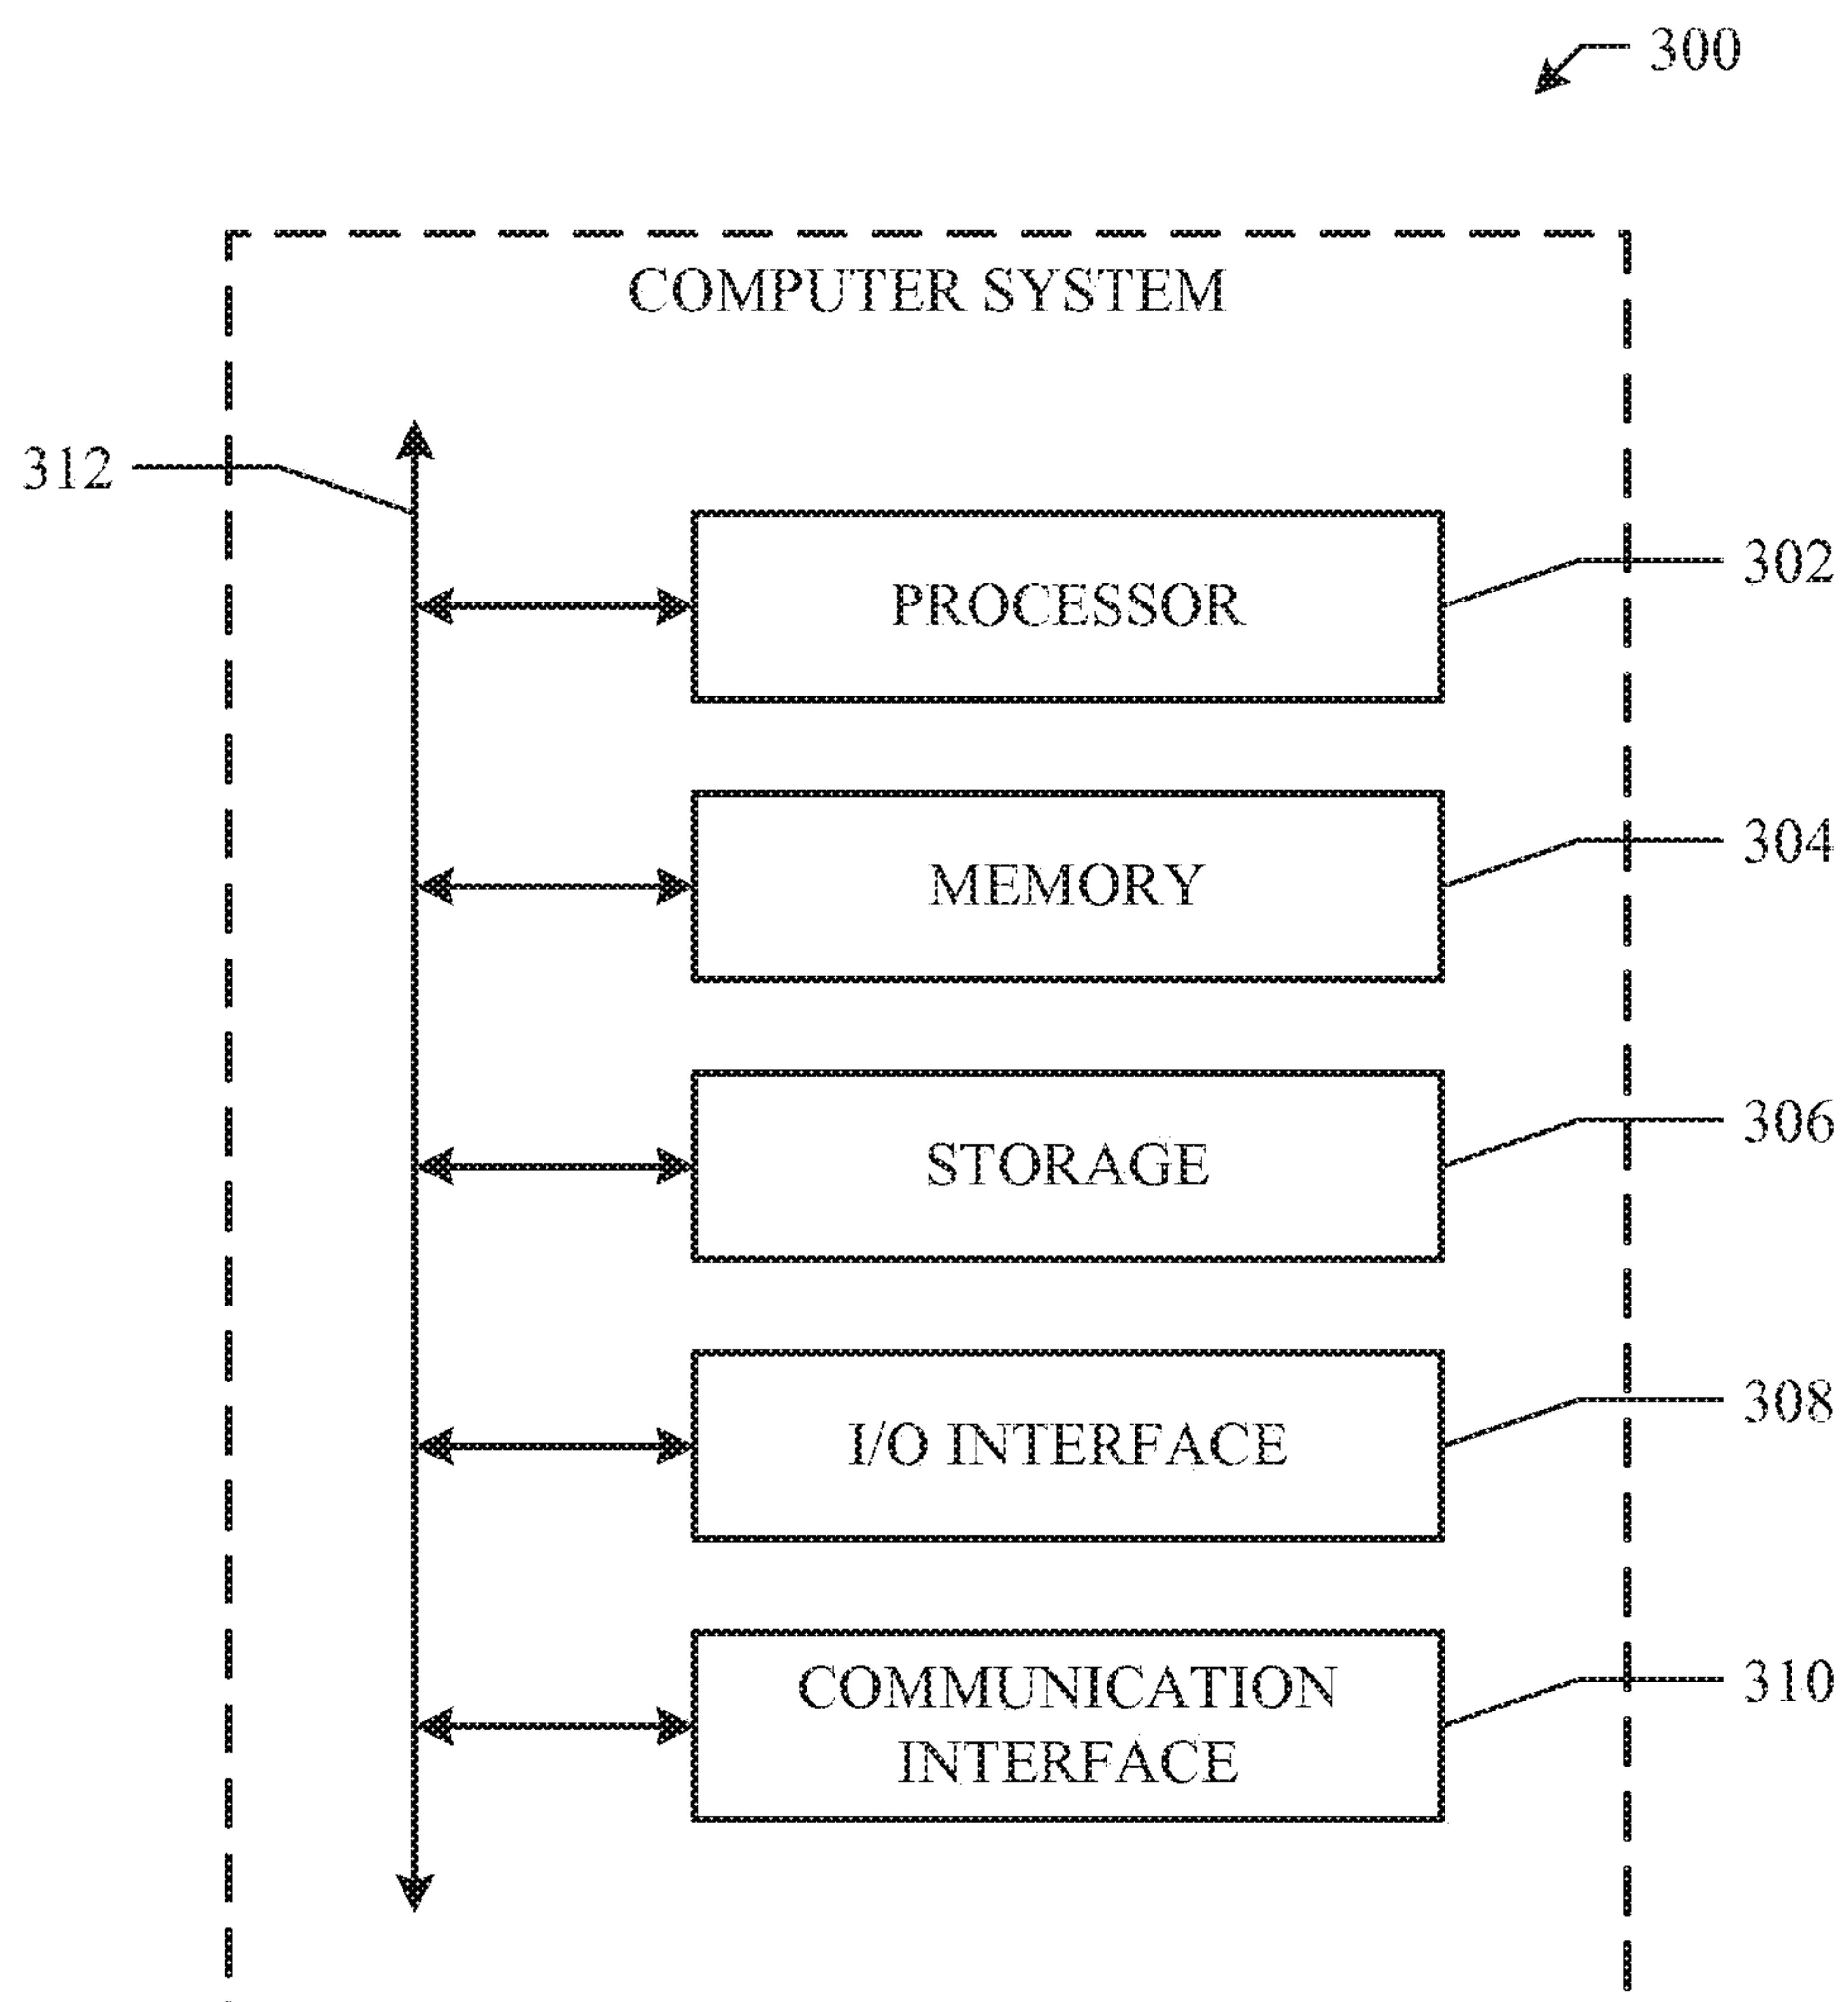 300
COMPUTER SYSTEM
312
PROCESSOR
302
MEMORY
304
STORAGE
306
I/O INTERFACE
308
COMMUNICATION
INTERFACE
310